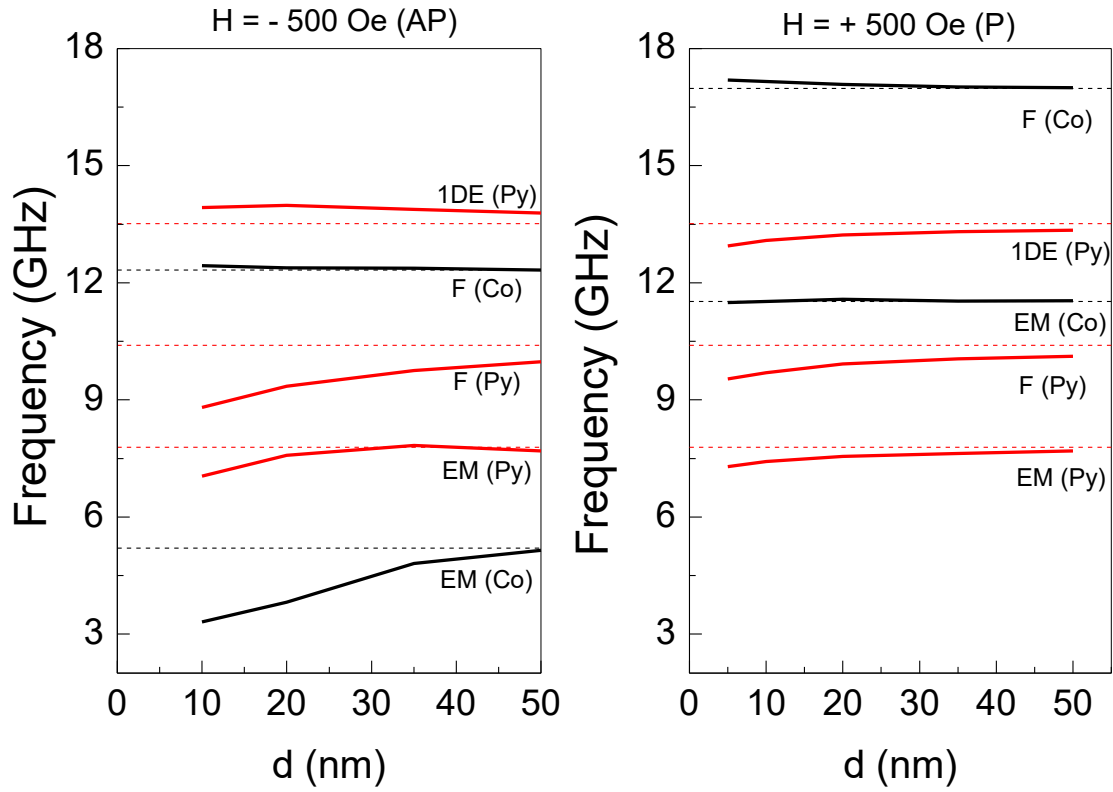 H = - 500 Oe (AP)
18
15
12
9
6
3
Frequency (GHz)
1DE (Py)
F (Co)
F (Py)
EM (Py)
EM (Co)
0
10
20
30
40
50
d (nm)
H = + 500 Oe (P)
18
15
12
9
6
3
Frequency (GHz)
F (Co)
1DE (Py)
EM (Co)
F (Py)
EM (Py)
0
10
20
30
40
50
d (nm)